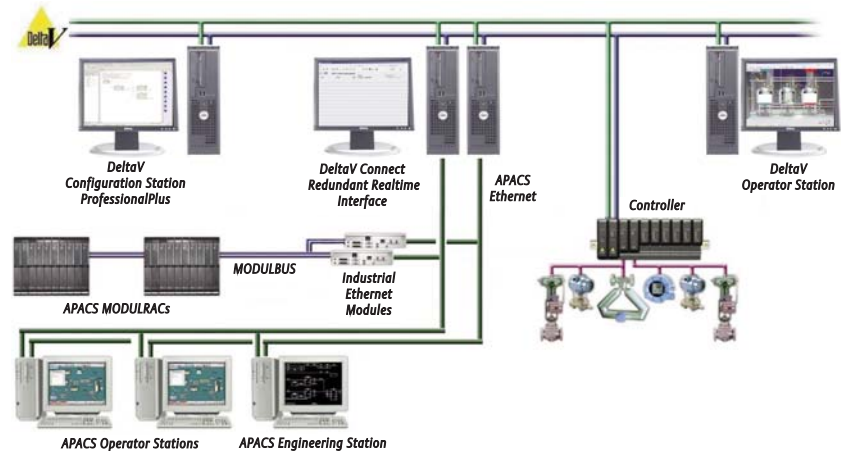 DeltaV
DeltaV
Configuration Station
ProfessionalPlus
DeltaV Connect
Redundant Realtime
Interface
APACS
Ethernet
DeltaV
Operator Station
Controller
MODULBUS
APACS MODULRACs
Industrial
Ethernet
Modules
APACS Operator Stations
APACS Engineering Station